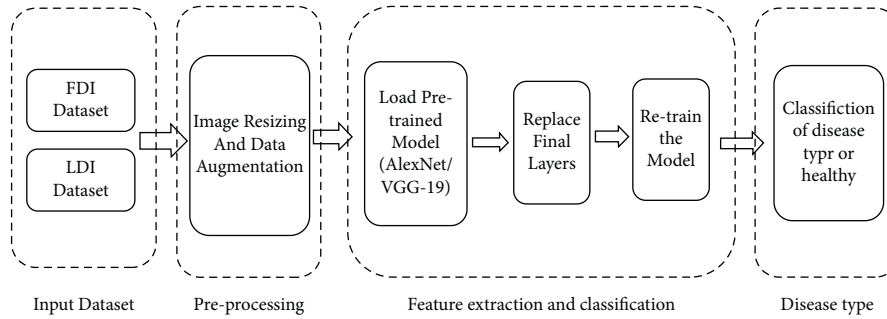 FDI
Dataset
LDI
Dataset
Image Resizing
And Data
Augmentation
Load Pre-
trained
Model
(AlexNet/
VGG-19)
Replace
Final
Layers
Re-train
the
Model
Classifiction
of disease
typr or
healthy
Input Dataset
Pre-processing
Feature extraction and classification
Disease type